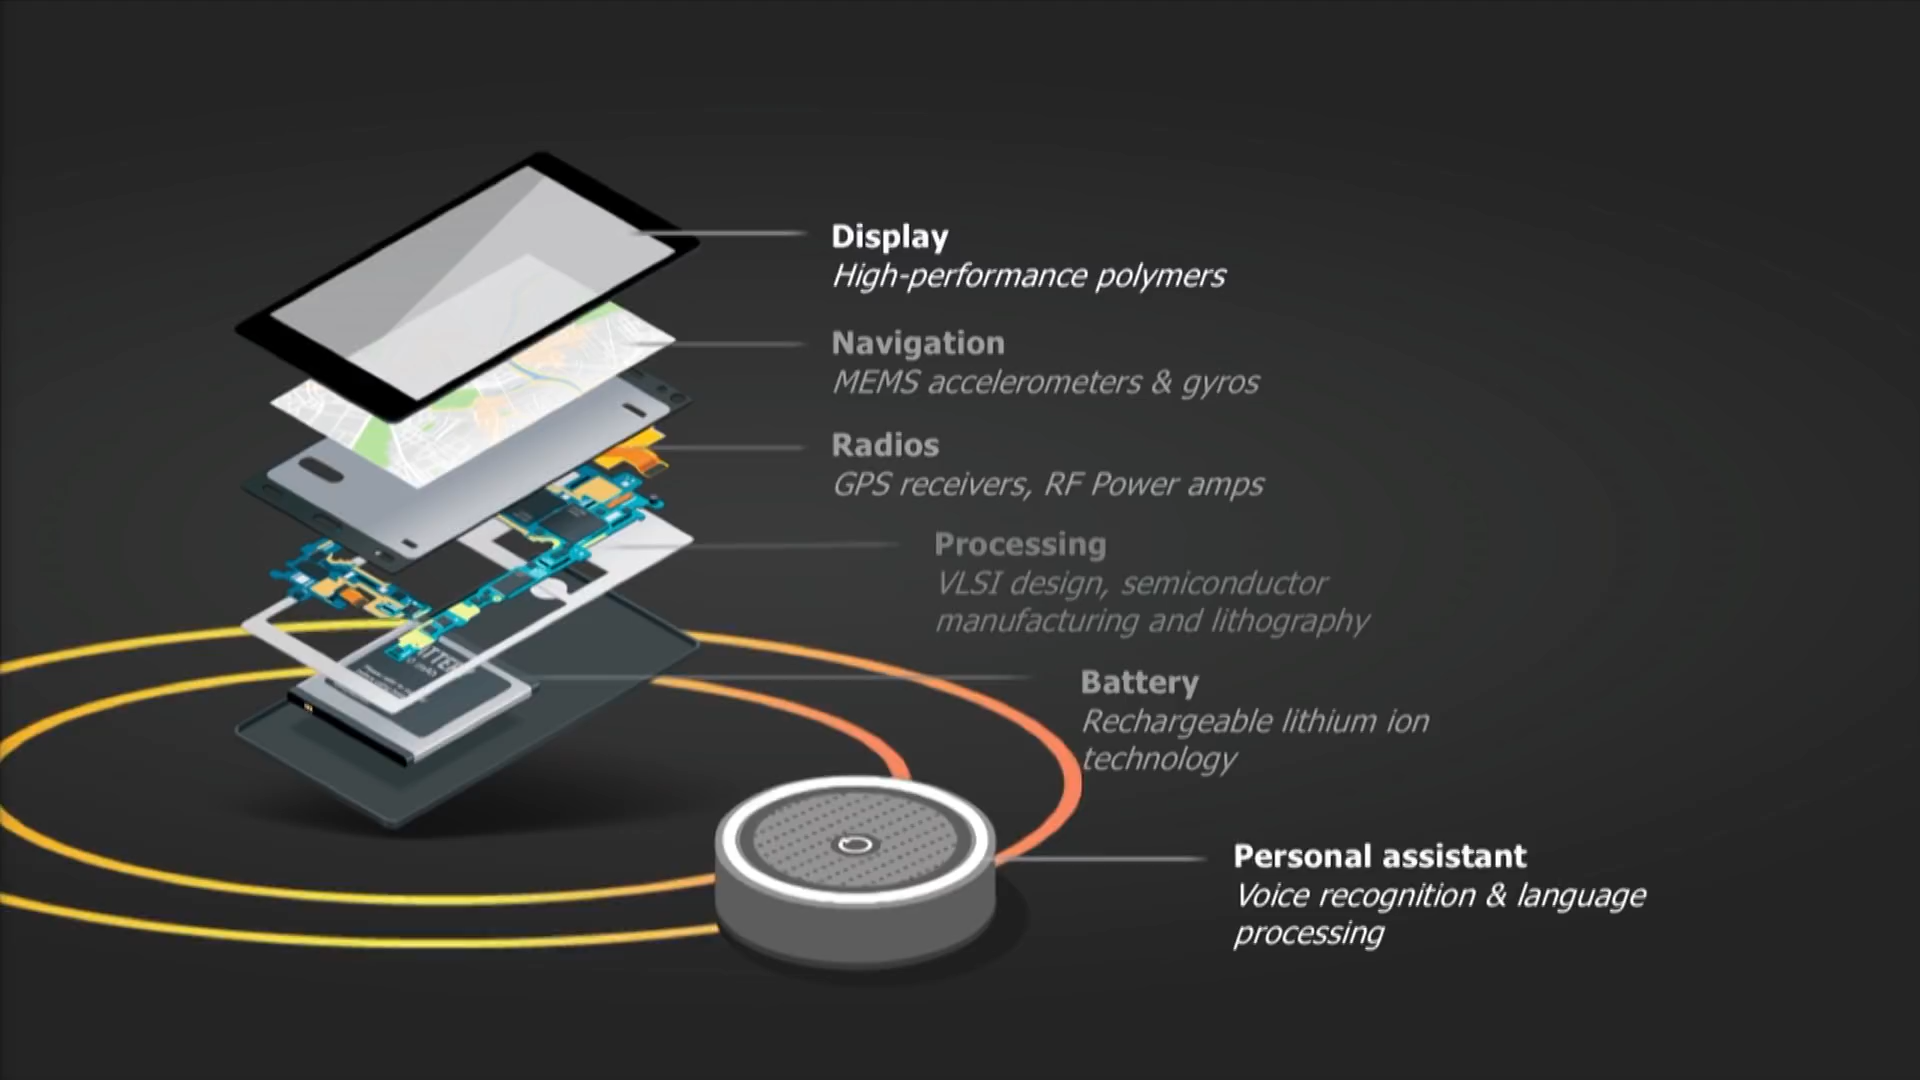 Display
High-performance polymers
Navigation
MEMS accelerometers & gyros
Radios
GPS receivers, RF Power amps
Processing
VLSI design, semiconductor
manufacturing and lithography
Battery
Rechargeable lithium ion
technology
Personal assistant
Voice recognition & language
processing